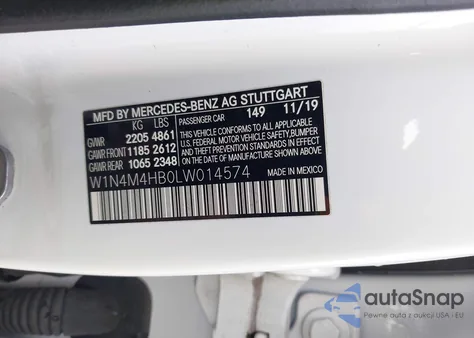 MFD BY MERCEDES-BENZ AG STUTTGART
KG LBS PASSENGER CAR 149 11/19
GVWR 2205 4861 THIS VEHICLE CONFORMS TO ALL APPLICABLE
GAWR FRONT 1185 2612 U.S. FEDERAL MOTOR VEHICLE SAFETY, BUMPER,
GAWR REAR 1065 2348 AND THEFT PREVENTION STANDARDS IN EFFECT ON THE DATE OF MANUFACTURE SHOWN ABOVE.
W1N4M4HB0LW014574 MADE IN MEXICO
autoSnap
Pewne auta z aukcji USA i EU